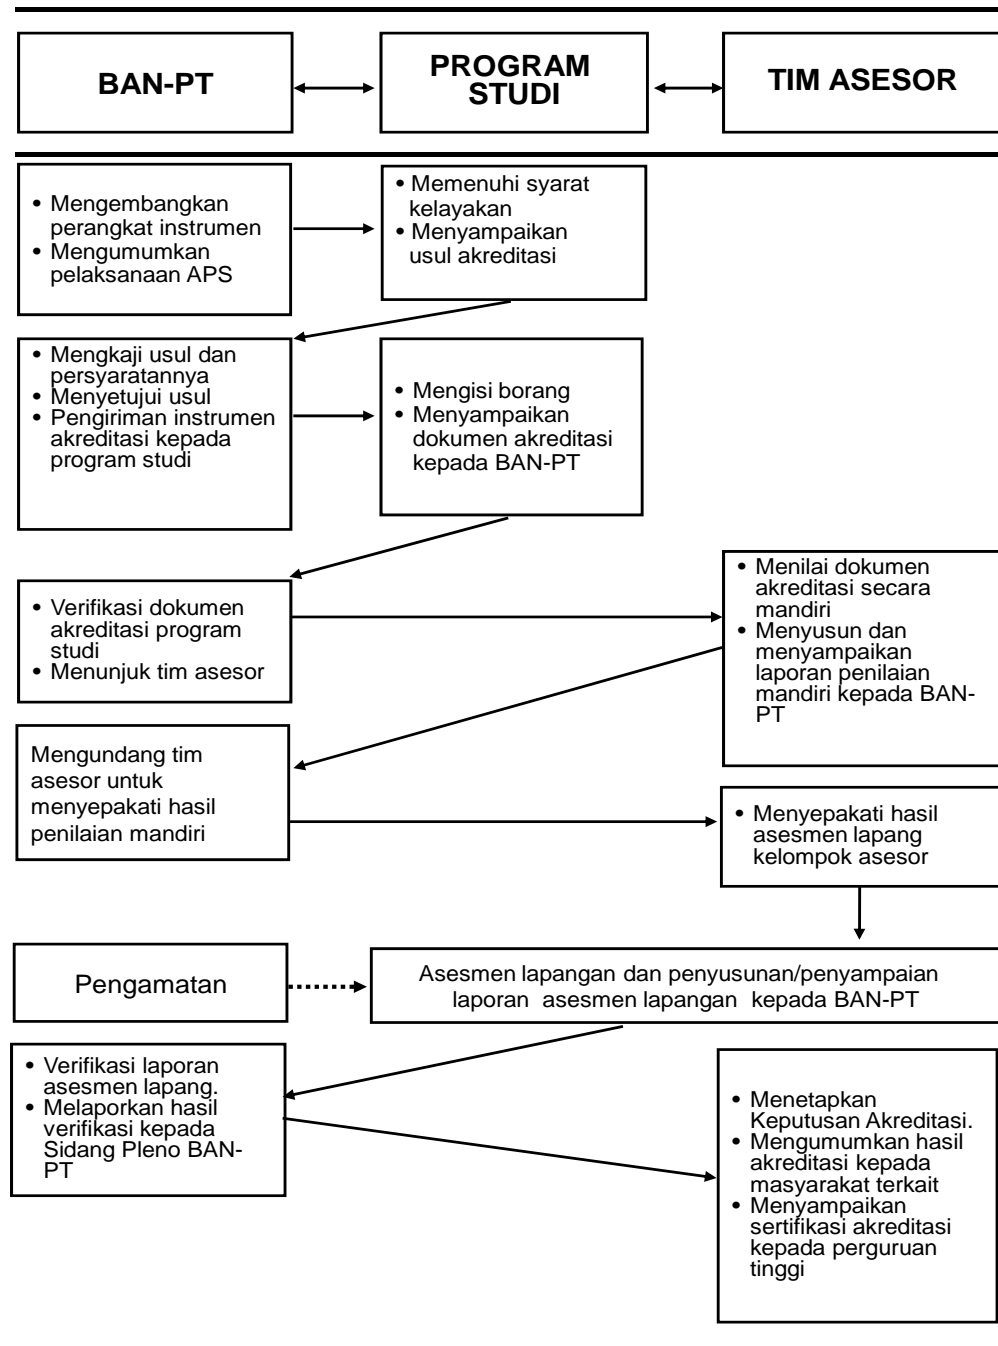 BAN-PT
PROGRAM
STUDI
TIM ASESOR
• Mengembangkan
perangkat instrumen
• Mengumumkan
pelaksanaan APS
• Memenuhi syarat
kelayakan
• Menyampaikan
usul akreditasi
• Mengkaji usul dan
persyaratannya
• Menyetujui usul
• Pengiriman instrumen
akreditasi kepada
program studi
• Mengisi borang
• Menyampaikan
dokumen akreditasi
kepada BAN-PT
• Verifikasi dokumen
akreditasi program
studi
• Menunjuk tim asesor
• Menilai dokumen
akreditasi secara
mandiri
• Menyusun dan
menyampaikan
laporan penilaian
mandiri kepada BAN-
PT
Mengundang tim
asesor untuk
menyepakati hasil
penilaian mandiri
• Menyepakati hasil
asesmen lapang
kelompok asesor
Pengamatan
Asesmen lapangan dan penyusunan/penyampaian
laporan asesmen lapangan kepada BAN-PT
• Verifikasi laporan
asesmen lapang.
• Melaporkan hasil
verifikasi kepada
Sidang Pleno BAN-
PT
• Menetapkan
Keputusan Akreditasi.
• Mengumumkan hasil
akreditasi kepada
masyarakat terkait
• Menyampaikan
sertifikasi akreditasi
kepada perguruan
tinggi